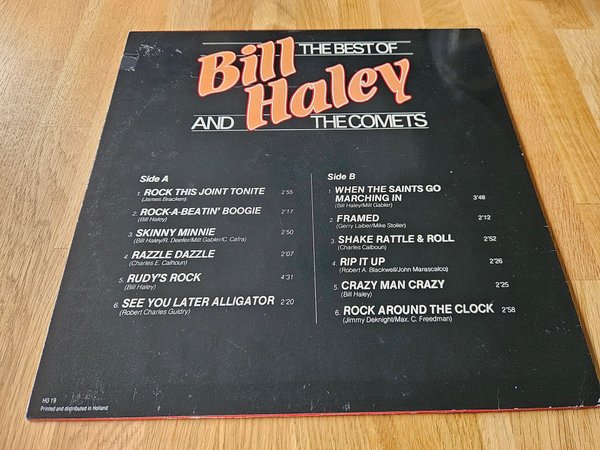 THE BEST OF
Bill
Haley
AND THE COMETS
Side A
1. ROCK THIS JOINT TONITE 2'55
(James Bracken)
2. ROCK-A-BEATIN' BOOGIE 2'17
(Bill Haley)
3. SKINNY MINNIE 2'50
(Bill Haley/R. Deefer/Milt Gabler/C. Cafra)
4. RAZZLE DAZZLE 2'07
(Charles E. Calhoun)
5. RUDY'S ROCK 4'31
(Bill Haley)
6. SEE YOU LATER ALLIGATOR 2'20
(Robert Charles Guidry)
Side B
1. WHEN THE SAINTS GO
MARCHING IN 3'48
(Bill Haley/Milt Gabler)
2. FRAMED 2'12
(Gerry Laiber/Mike Stoller)
3. SHAKE RATTLE & ROLL 2'52
(Charles Calhoun)
4. RIP IT UP 2'26
(Robert A. Blackwell/John Marascalco)
5. CRAZY MAN CRAZY 2'25
(Bill Haley)
6. ROCK AROUND THE CLOCK 2'58
(Jimmy Deknight/Max. C. Freedman)
HO 19
Printed and distributed in Holland